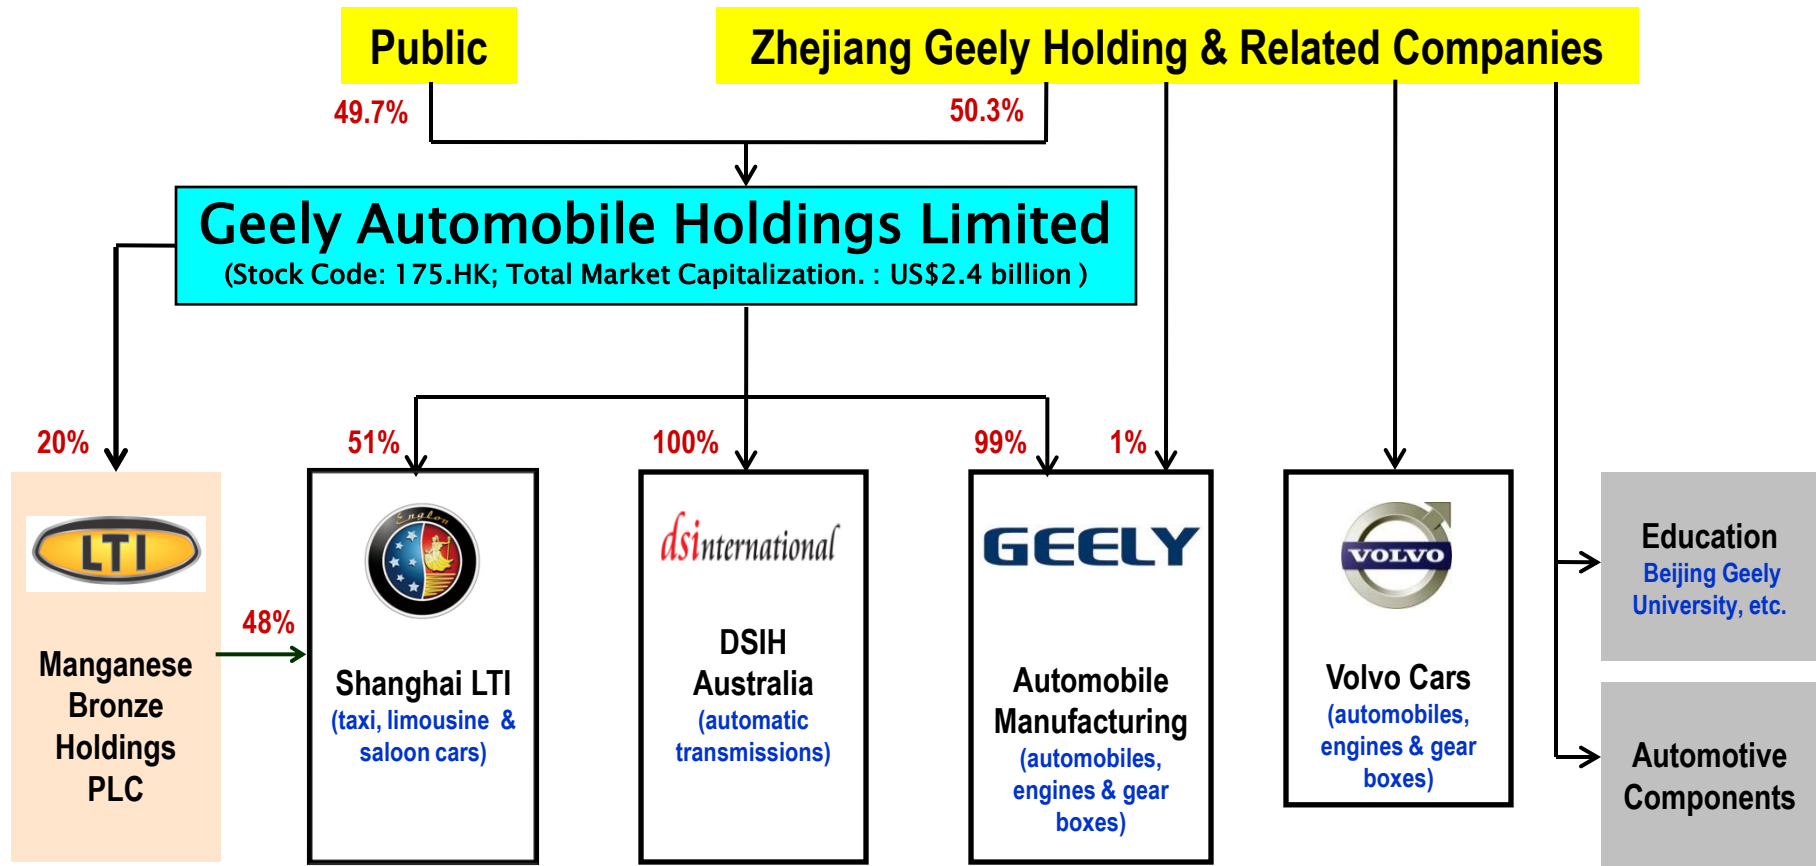 Public
Zhejiang Geely Holding & Related Companies
49.7%
50.3%
Geely Automobile Holdings Limited
(Stock Code: 175.HK; Total Market Capitalization. : US$2.4 billion )
20%
51%
100%
99%
1%
LTI
Manganese
Bronze
Holdings
PLC
48%
Englon
Shanghai LTI
(taxi, limousine &
saloon cars)
dsinternational
DSIH
Australia
(automatic
transmissions)
GEELY
Automobile
Manufacturing
(automobiles,
engines & gear
boxes)
VOLVO
Volvo Cars
(automobiles,
engines & gear
boxes)
Education
Beijing Geely
University, etc.
Automotive
Components